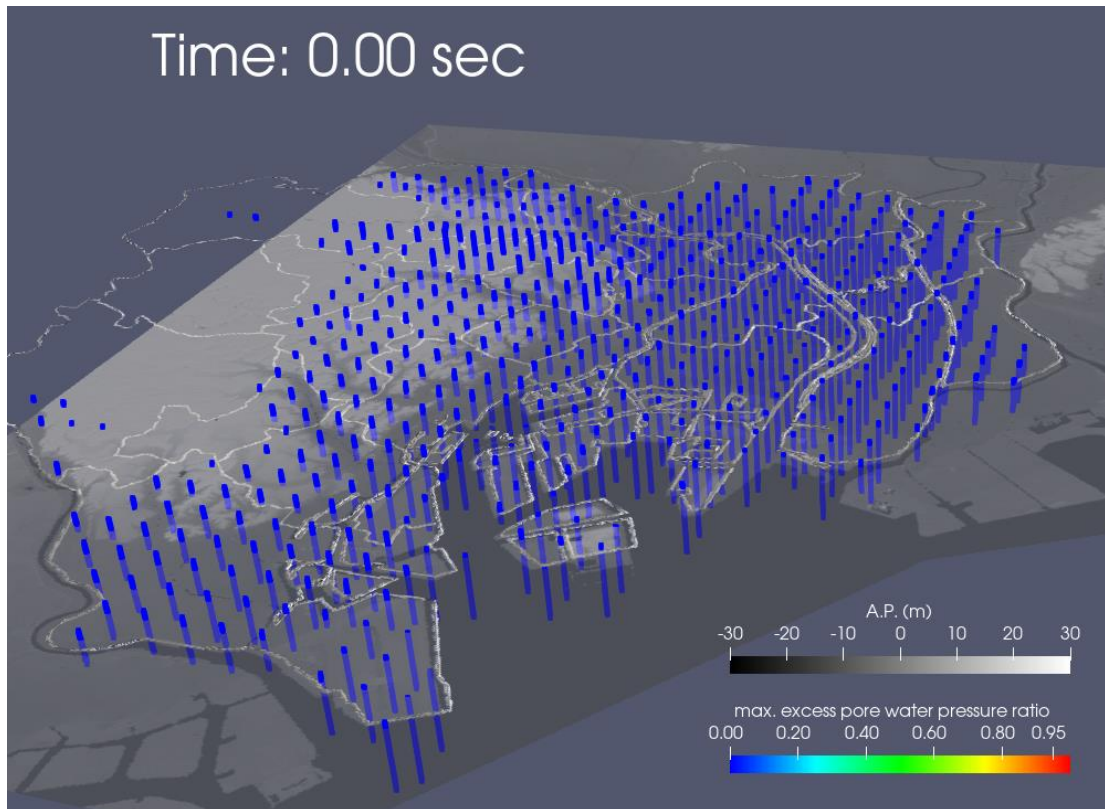 Time: 0.00 sec
A.P. (m)
-30 -20 -10 0 10 20 30
max. excess pore water pressure ratio
0.00 0.20 0.40 0.60 0.80 0.95